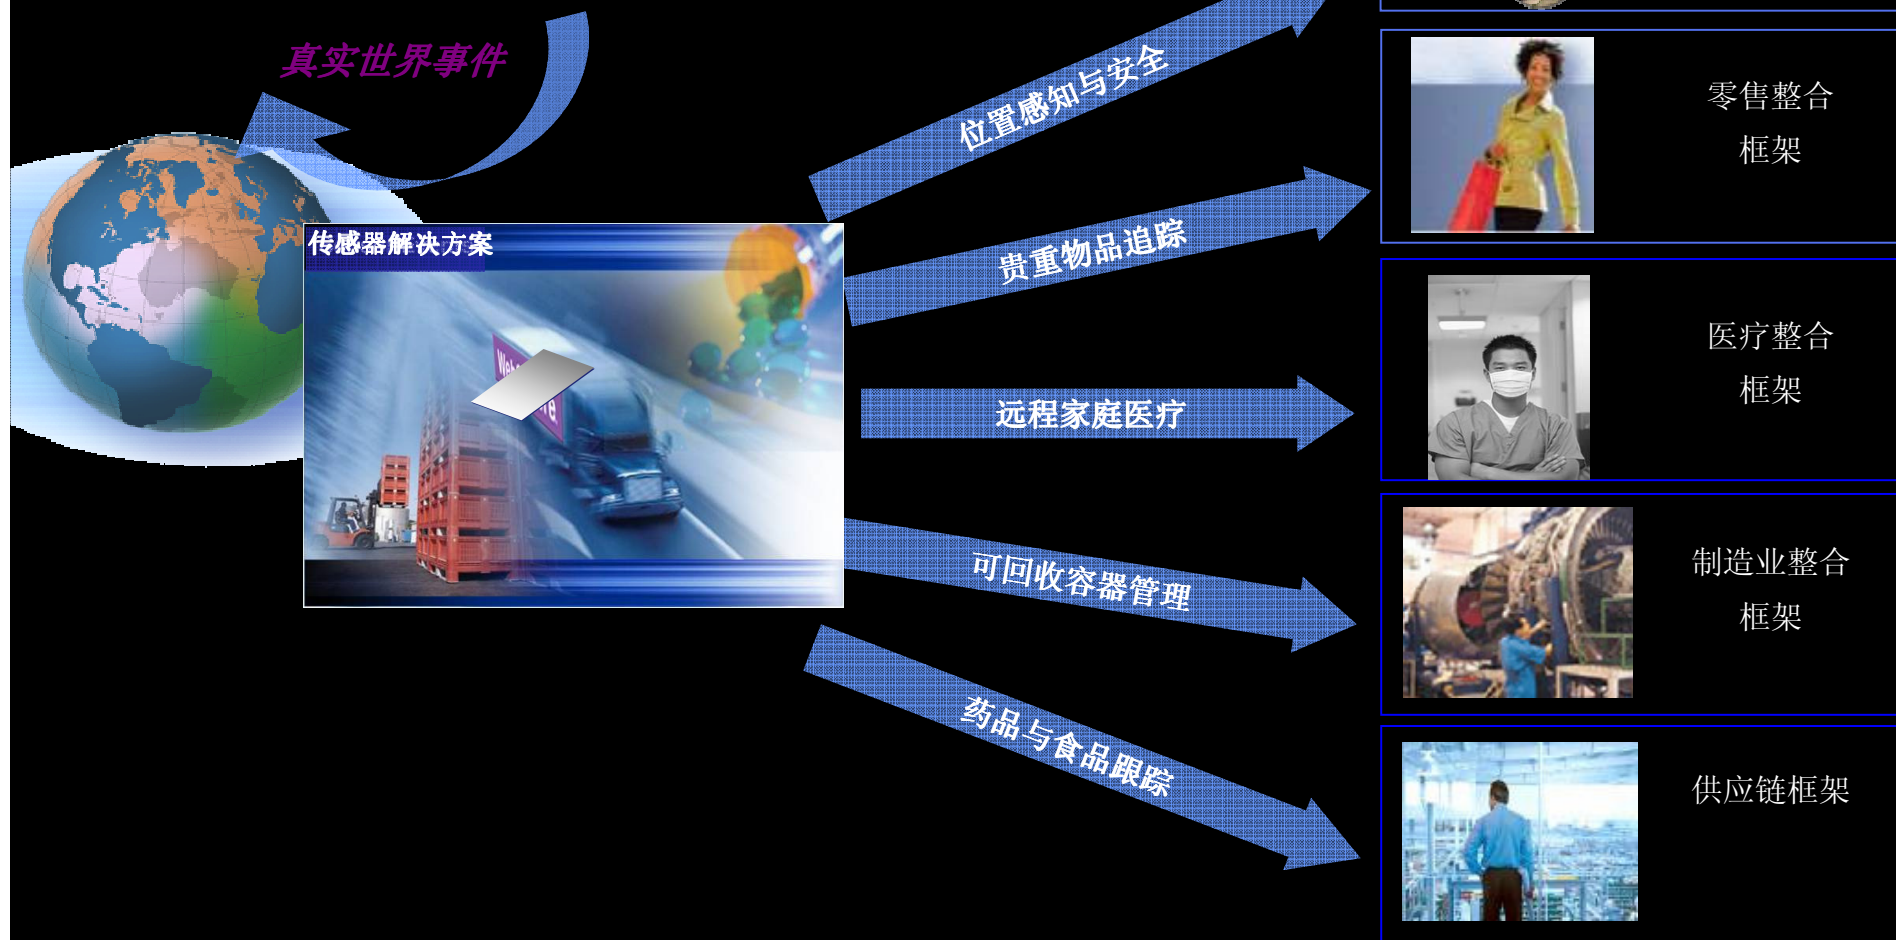 真实世界事件
传感器解决方案
位置感知与安全
贵重物品追踪
远程家庭医疗
可回收容器管理
药品与食品跟踪
零售整合
框架
医疗整合
框架
制造业整合
框架
供应链框架